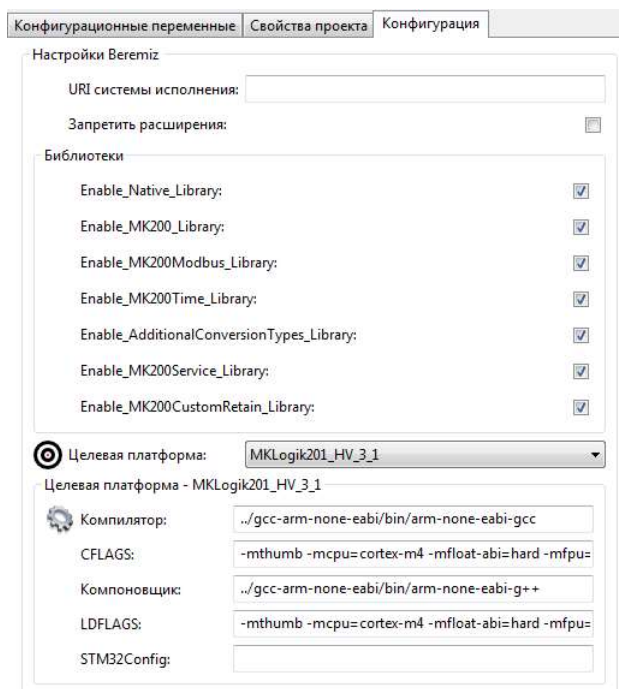 Конфигурационные переменные Свойства проекта Конфигурация
Настройки Beremiz
URI системы исполнения:
Запретить расширения:
Библиотеки
Enable_Native_Library:
Enable_MK200_Library:
Enable_MK200Modbus_Library:
Enable_MK200Time_Library:
Enable_AdditionalConversionTypes_Library:
Enable_MK200Service_Library:
Enable_MK200CustomRetain_Library:
Целевая платформа: MKLogik201_HV_3_1
Целевая платформа - MKLogik201_HV_3_1
Компилятор: ../gcc-arm-none-eabi/bin/arm-none-eabi-gcc
CFLAGS: -mthumb -mcpu=cortex-m4 -mfloat-abi=hard -mfpu=
Компоновщик: ../gcc-arm-none-eabi/bin/arm-none-eabi-g++
LDFLAGS: -mthumb -mcpu=cortex-m4 -mfloat-abi=hard -mfpu=
STM32Config: